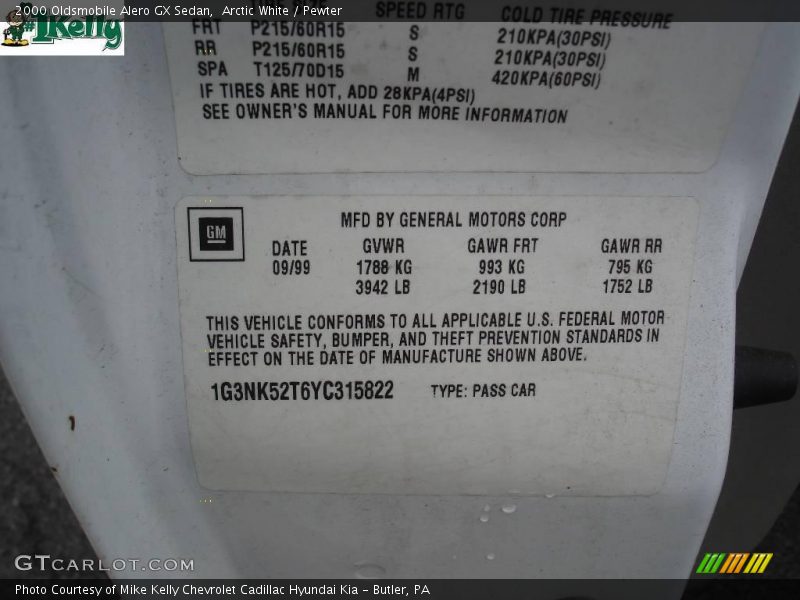 2000 Oldsmobile Alero GX Sedan, Arctic White / Pewter
#1Kelly
SPEED RTG COLD TIRE PRESSURE
FRT P215/60R15 S 210KPA(30PSI)
RR P215/60R15 S 210KPA(30PSI)
SPA T125/70D15 M 420KPA(60PSI)
IF TIRES ARE HOT, ADD 28KPA(4PSI)
SEE OWNER'S MANUAL FOR MORE INFORMATION
GM
MFD BY GENERAL MOTORS CORP
DATE GVWR GAWR FRT GAWR RR
09/99 1788 KG 993 KG 795 KG
3942 LB 2190 LB 1752 LB
THIS VEHICLE CONFORMS TO ALL APPLICABLE U.S. FEDERAL MOTOR
VEHICLE SAFETY, BUMPER, AND THEFT PREVENTION STANDARDS IN
EFFECT ON THE DATE OF MANUFACTURE SHOWN ABOVE.
1G3NK52T6YC315822 TYPE: PASS CAR
GTCARLOT.COM
Photo Courtesy of Mike Kelly Chevrolet Cadillac Hyundai Kia - Butler, PA